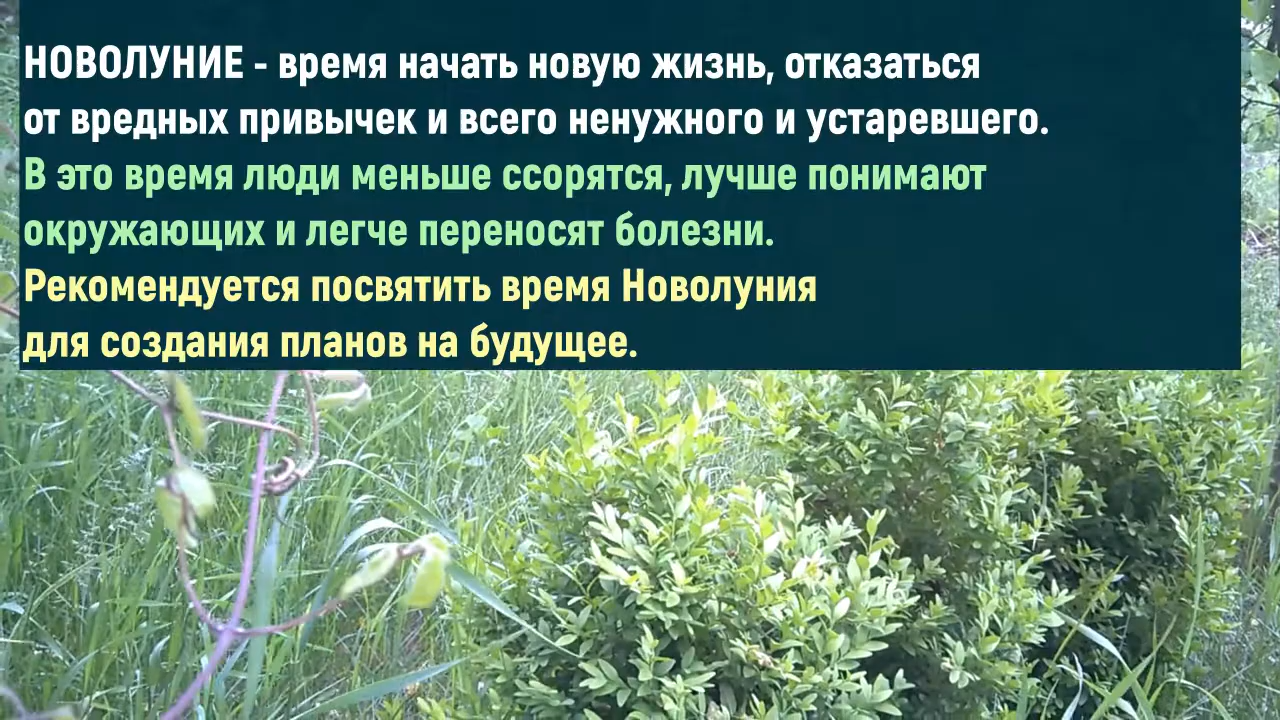 НОВОЛУНИЕ - время начать новую жизнь, отказаться
от вредных привычек и всего ненужного и устаревшего.
В это время люди меньше ссорятся, лучше понимают
окружающих и легче переносят болезни.
Рекомендуется посвятить время Новолуния
для создания планов на будущее.